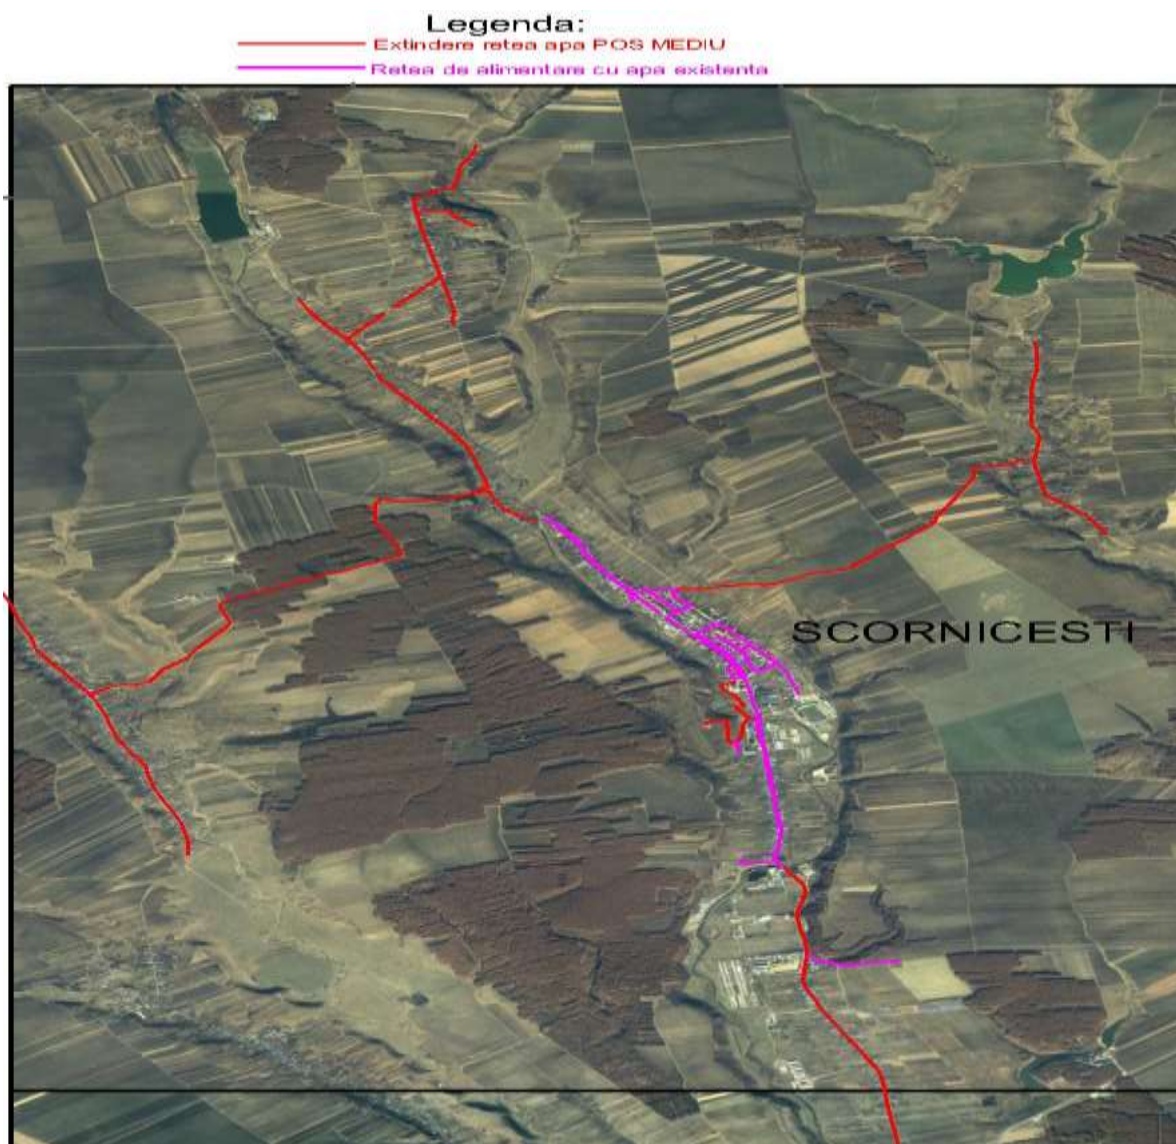 Legenda:
Extindere retea apa POS MEDIU
Retea de alimentare cu apa existenta
SCORNICESTI